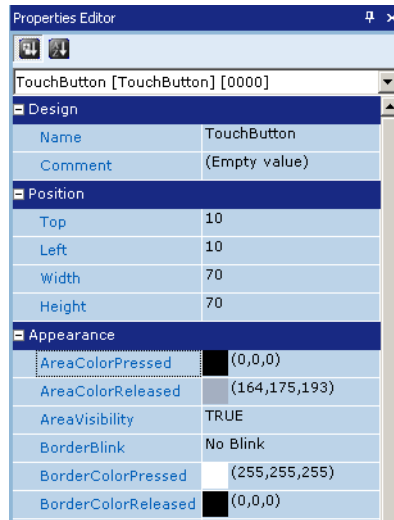 Properties Editor
TouchButton [TouchButton] [0000]
Design
Name TouchButton
Comment (Empty value)
Position
Top 10
Left 10
Width 70
Height 70
Appearance
AreaColorPressed (0,0,0)
AreaColorReleased (164,175,193)
AreaVisibility TRUE
BorderBlink No Blink
BorderColorPressed (255,255,255)
BorderColorReleased (0,0,0)